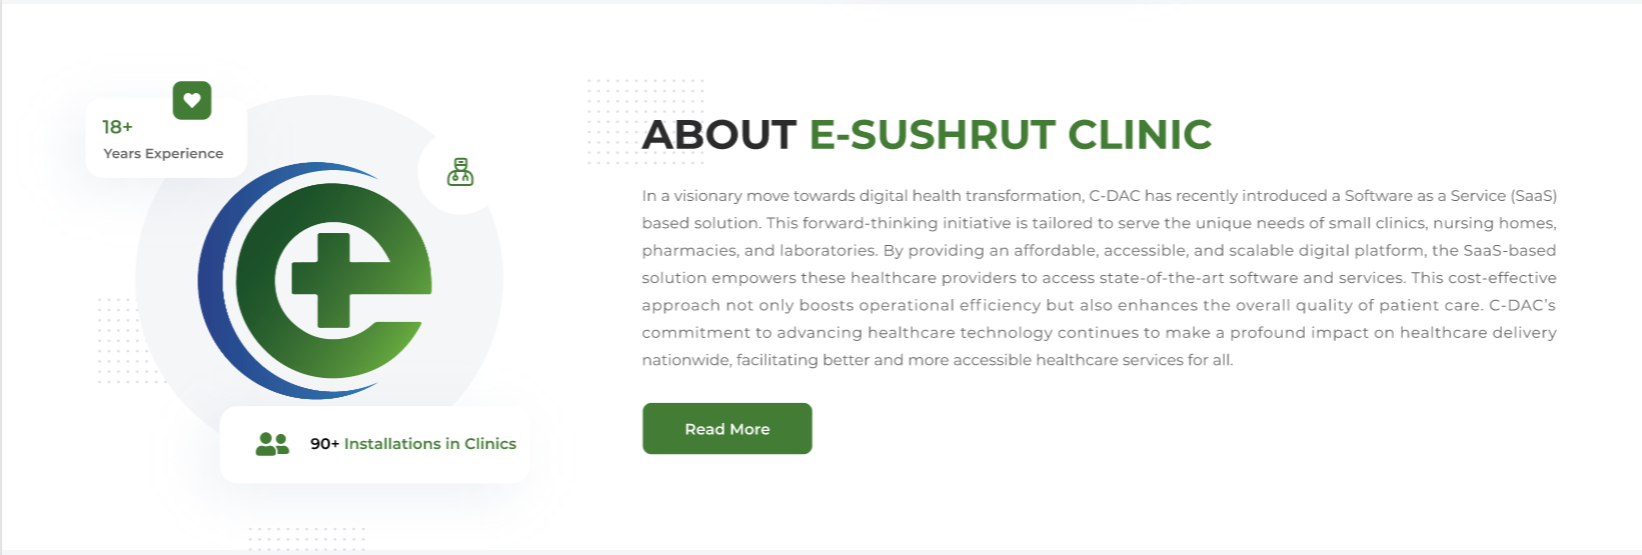 18+
Years Experience
90+ Installations in Clinics
ABOUT E-SUSHRUT CLINIC
In a visionary move towards digital health transformation, C-DAC has recently introduced a Software as a Service (SaaS)
based solution. This forward-thinking initiative is tailored to serve the unique needs of small clinics, nursing homes,
pharmacies, and laboratories. By providing an affordable, accessible, and scalable digital platform, the SaaS-based
solution empowers these healthcare providers to access state-of-the-art software and services. This cost-effective
approach not only boosts operational efficiency but also enhances the overall quality of patient care. C-DAC’s
commitment to advancing healthcare technology continues to make a profound impact on healthcare delivery
nationwide, facilitating better and more accessible healthcare services for all.
Read More